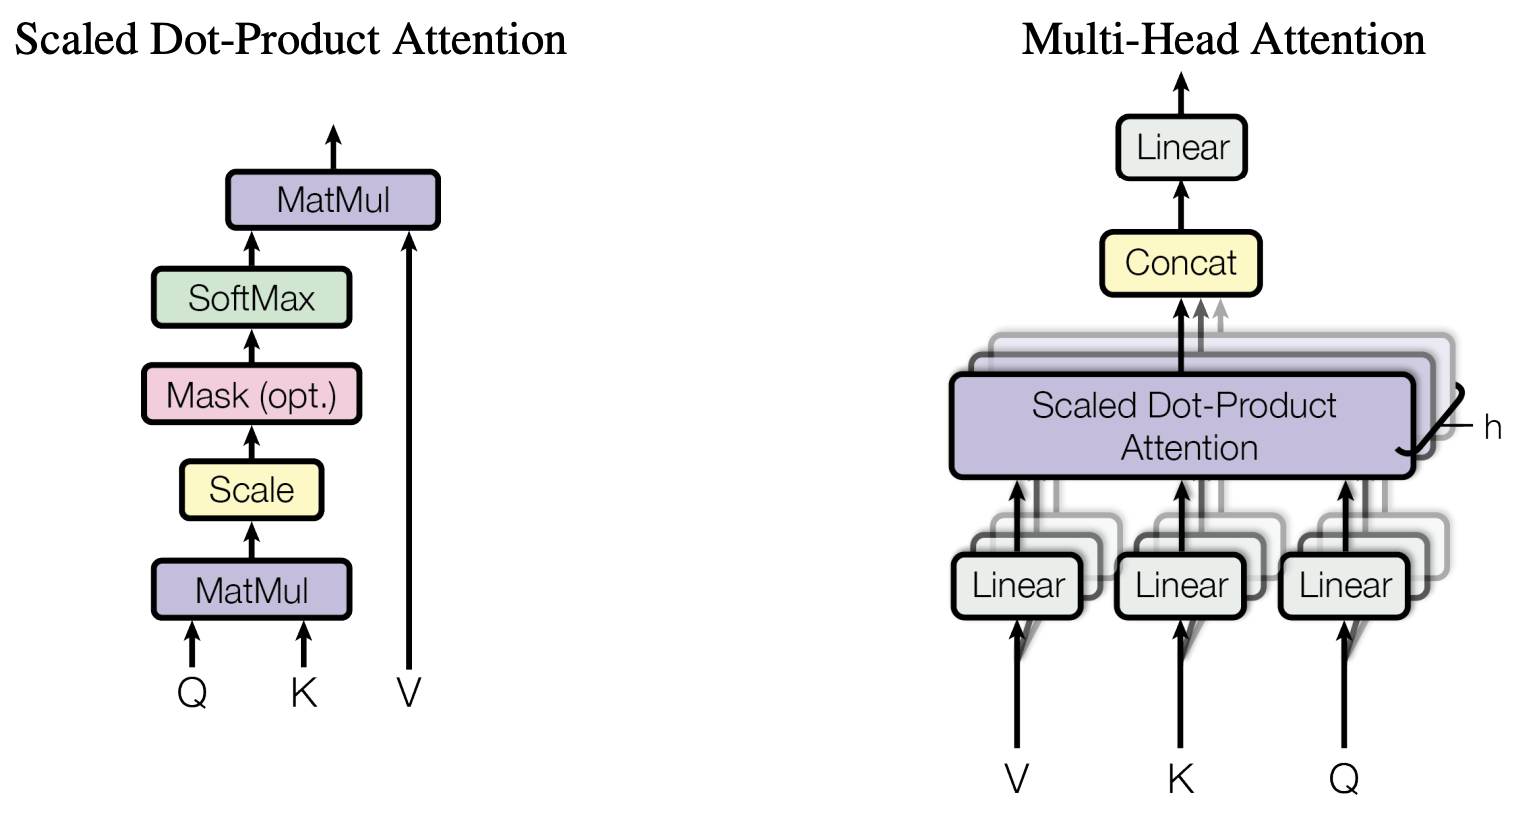 Scaled Dot-Product Attention
MatMul
SoftMax
Mask (opt.)
Scale
MatMul
Q K V
Multi-Head Attention
Linear
Concat
Scaled Dot-Product
Attention
h
Linear Linear Linear
V K Q